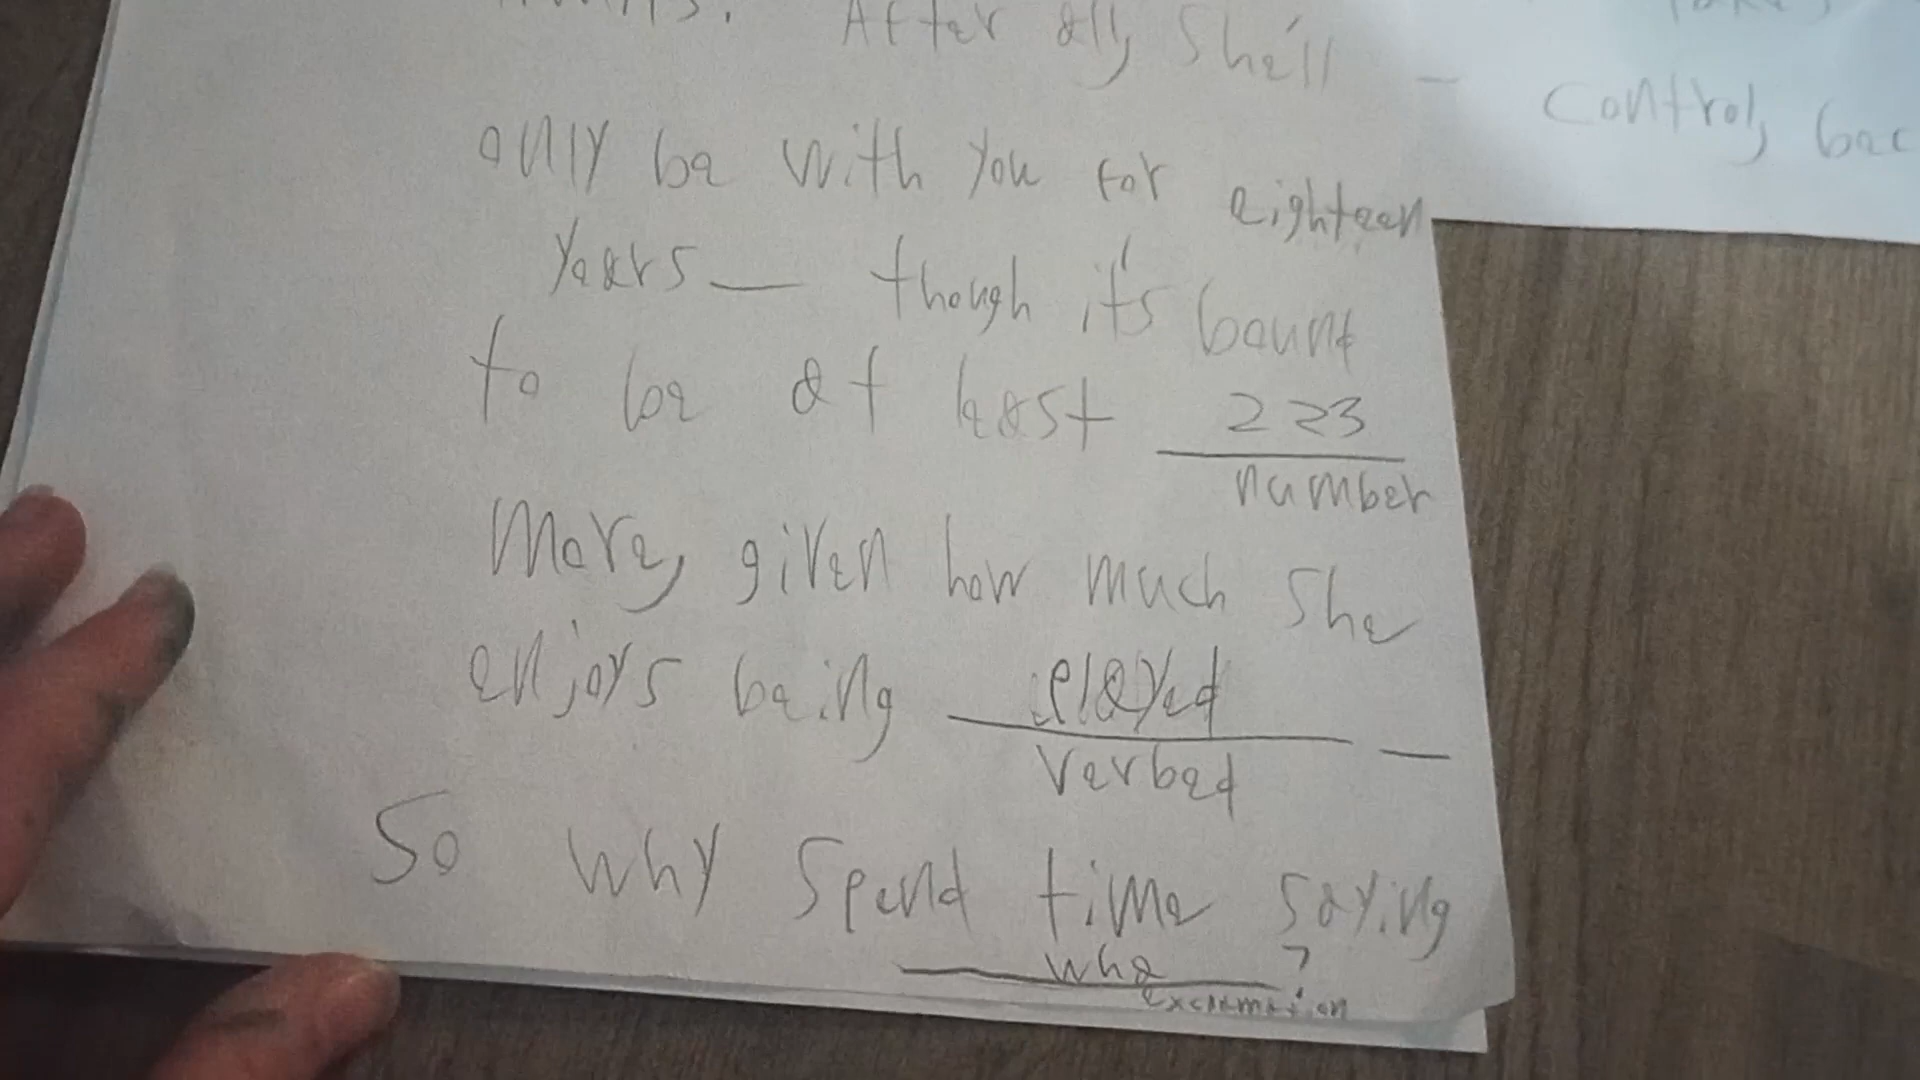 After all, she'll
only be with you for eighteen
years — though it's bount
to be at least 223
number
more, given how much she
enjoys being played —
verbed
So why spend time saying
who ?
exclamation
control, bac